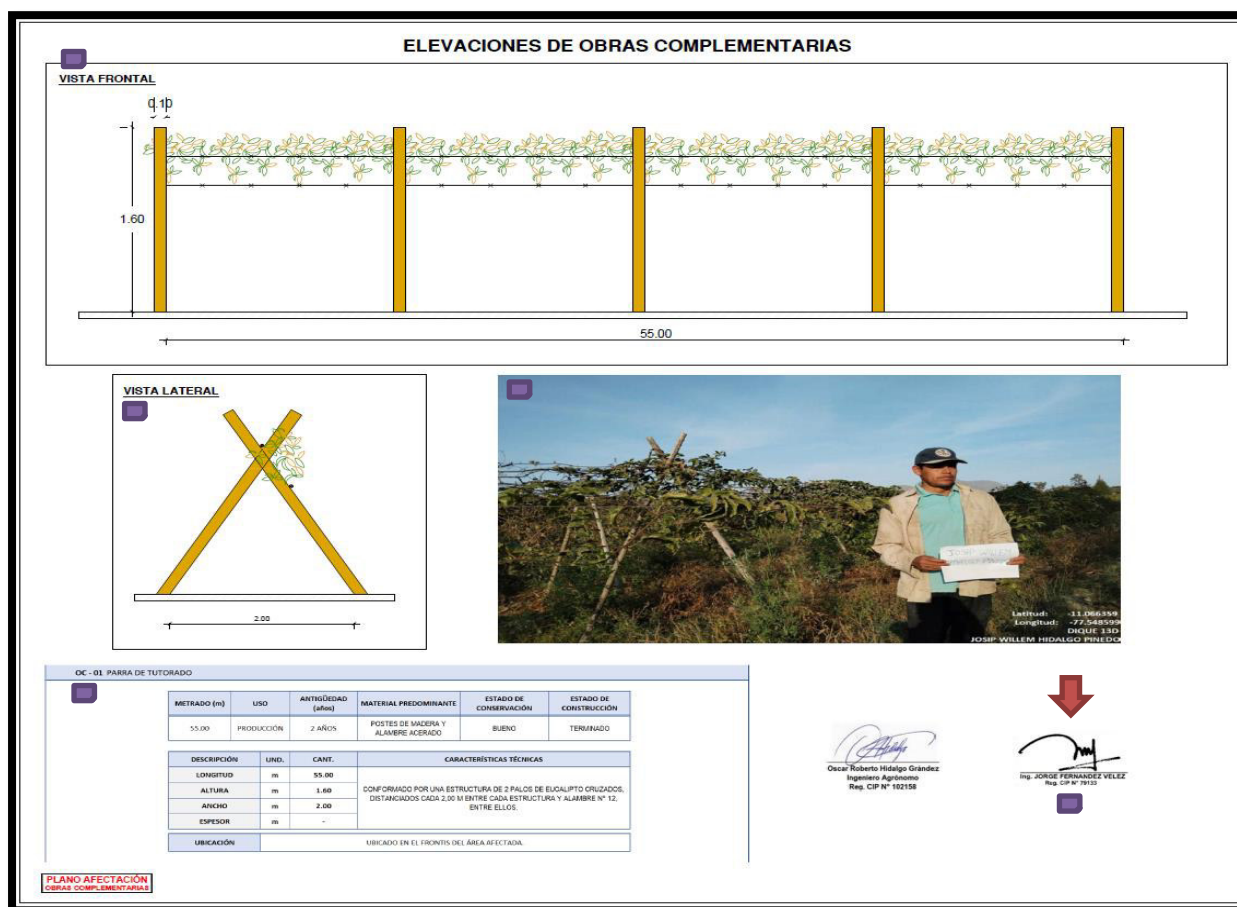 ELEVACIONES DE OBRAS COMPLEMENTARIAS
VISTA FRONTAL
0.10
1.60
55.00
VISTA LATERAL
2.00
Latitud: -11.066359
Longitud: -77.548599
DIQUE 13D
JOSIP WILLEM HIDALGO PINEDO
OC - 01 PARRA DE TUTORADO
METRADO (m) USO ANTIGÜEDAD (años) MATERIAL PREDOMINANTE ESTADO DE CONSERVACIÓN ESTADO DE CONSTRUCCIÓN
55.00 PRODUCCIÓN 2 AÑOS POSTES DE MADERA Y ALAMBRE ACERADO BUENO TERMINADO
DESCRIPCIÓN UND. CANT. CARACTERÍSTICAS TÉCNICAS
LONGITUD m 55.00
ALTURA m 1.60
ANCHO m 2.00
ESPESOR m -
CONFORMADO POR UNA ESTRUCTURA DE 2 PALOS DE EUCALIPTO CRUZADOS,
DISTANCIADOS CADA 2,00 M ENTRE CADA ESTRUCTURA Y ALAMBRE N° 12,
ENTRE ELLOS.
UBICACIÓN UBICADO EN EL FRONTIS DEL ÁREA AFECTADA.
Oscar Roberto Hidalgo Grández
Ingeniero Agrónomo
Reg. CIP N° 102158
Ing. JORGE FERNANDEZ VELEZ
Reg. CIP N° 79133
PLANO AFECTACIÓN
OBRAS COMPLEMENTARIAS